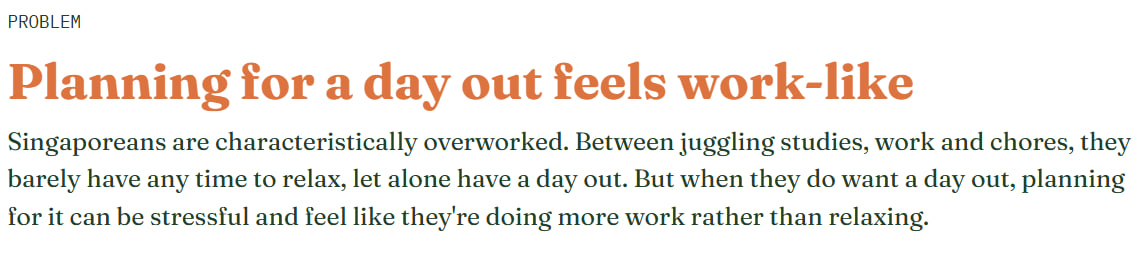 PROBLEM
Planning for a day out feels work-like
Singaporeans are characteristically overworked. Between juggling studies, work and chores, they
barely have any time to relax, let alone have a day out. But when they do want a day out, planning
for it can be stressful and feel like they're doing more work rather than relaxing.